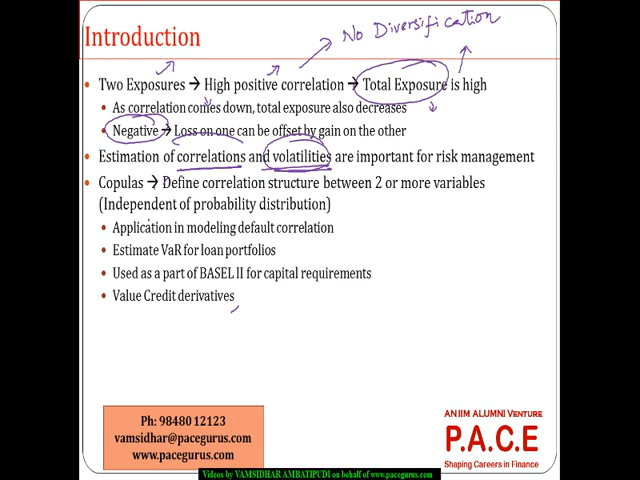 No Diversification
Introduction
Two Exposures → High positive correlation → Total Exposure is high
As correlation comes down, total exposure also decreases
Negative → Loss on one can be offset by gain on the other
Estimation of correlations and volatilities are important for risk management
Copulas → Define correlation structure between 2 or more variables
(Independent of probability distribution)
Application in modeling default correlation
Estimate VaR for loan portfolios
Used as a part of BASEL II for capital requirements
Value Credit derivatives
Ph: 98480 12123
vamsidhar@pacegurus.com
www.pacegurus.com
AN IIM ALUMNI VENTURE
P.A.C.E
Shaping Careers in Finance
Videos by VAMSIDHAR AMBATIPUDI on behalf of www.pacegurus.com